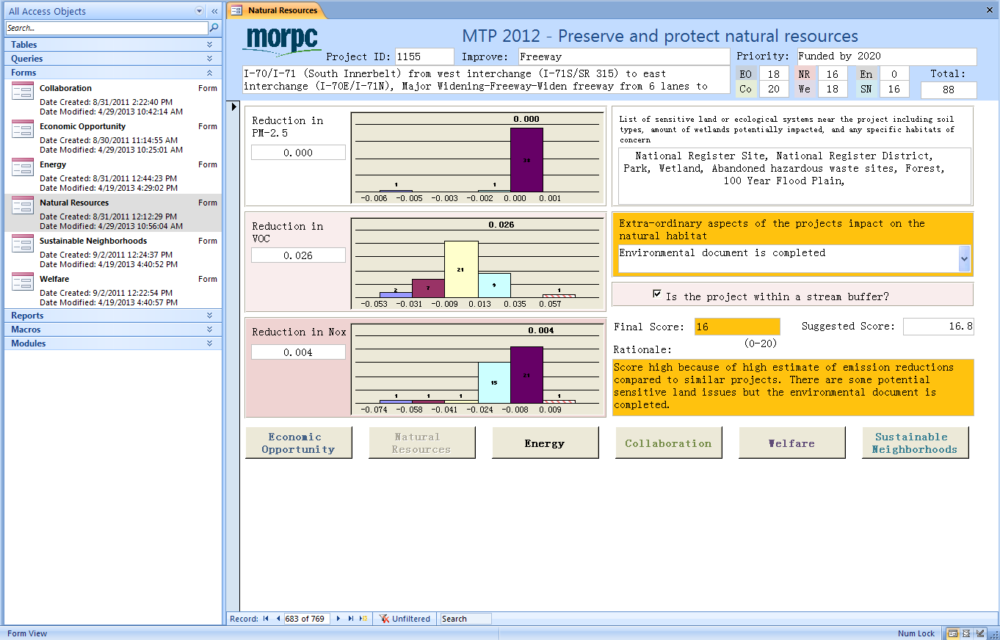 All Access Objects
Search...
Tables
Queries
Forms
Collaboration Form
Date Created: 8/31/2011 2:22:40 PM
Date Modified: 4/29/2013 10:42:14 AM
Economic Opportunity Form
Date Created: 8/30/2011 11:14:55 AM
Date Modified: 4/29/2013 10:25:01 AM
Energy Form
Date Created: 8/31/2011 12:44:23 PM
Date Modified: 4/19/2013 4:29:02 PM
Natural Resources Form
Date Created: 8/31/2011 12:12:29 PM
Date Modified: 4/29/2013 10:56:04 AM
Sustainable Neighborhoods Form
Date Created: 9/2/2011 12:24:37 PM
Date Modified: 4/19/2013 4:40:52 PM
Welfare Form
Date Created: 9/2/2011 12:22:54 PM
Date Modified: 4/19/2013 4:40:57 PM
Reports
Macros
Modules
Natural Resources
morpc
MTP 2012 - Preserve and protect natural resources
Project ID: 1155 Improve: Freeway Priority: Funded by 2020
I-70/I-71 (South Innerbelt) from west interchange (I-71S/SR 315) to east
interchange (I-70E/I-71N), Major Widening-Freeway-Widen freeway from 6 lanes to
EO 18 NR 16 En 0 Total:
Co 20 We 18 SN 16 88
Reduction in
PM-2.5
0.000
0.000
1 1 31
-0.006 -0.005 -0.003 -0.002 0.000 0.001
List of sensitive land or ecological systems near the project including soil
types, amount of wetlands potentially impacted, and any specific habitats of
concern
National Register Site, National Register District,
Park, Wetland, Abandoned hazardous waste sites, Forest,
100 Year Flood Plain,
Reduction in
VOC
0.026
0.026
2 7 21 9 1
-0.053 -0.031 -0.009 0.013 0.035 0.057
Extra-ordinary aspects of the projects impact on the
natural habitat
Environmental document is completed
Is the project within a stream buffer?
Reduction in Nox
0.004
0.004
1 1 1 15 21 1
-0.074 -0.058 -0.041 -0.024 -0.008 0.009
Final Score: 16 Suggested Score: 16.8
(0-20)
Rationale:
Score high because of high estimate of emission reductions
compared to similar projects. There are some potential
sensitive land issues but the environmental document is
completed.
Economic
Opportunity
Natural
Resources
Energy
Collaboration
Welfare
Sustainable
Neighborhoods
Record: 683 of 769 Unfiltered Search
Form View Num Lock